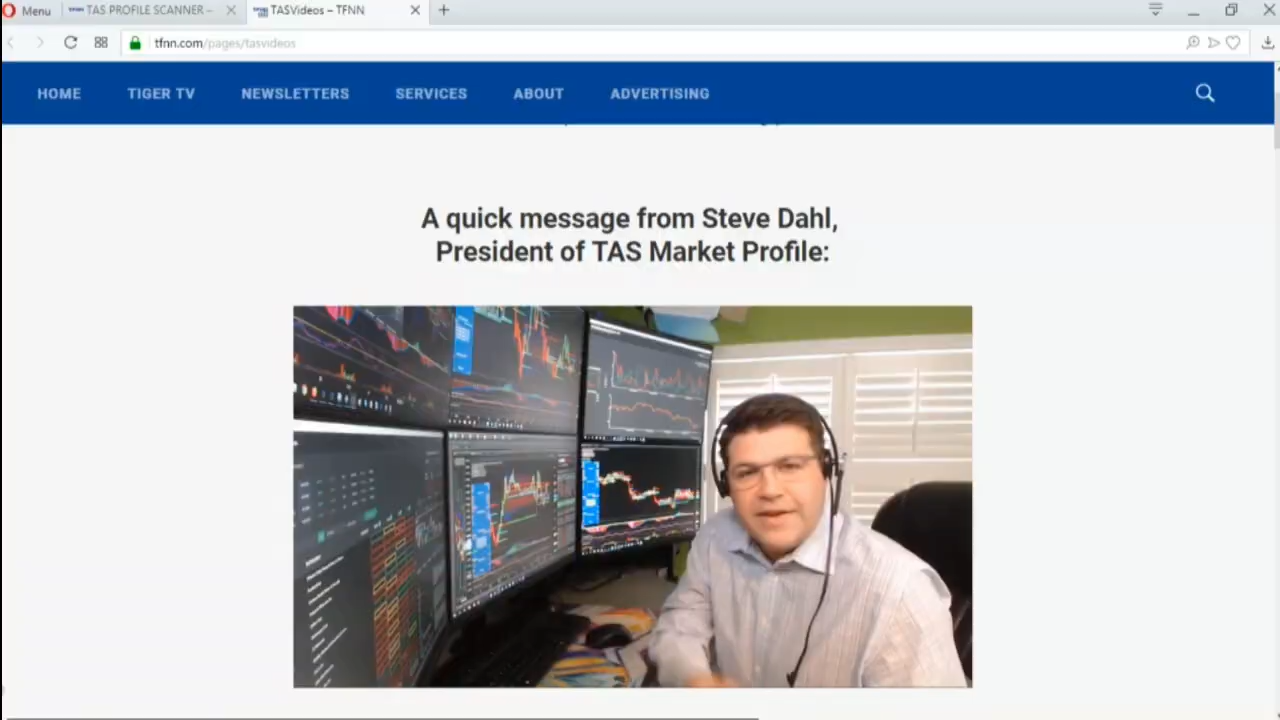 Menu
TAS PROFILE SCANNER –
TASVideos – TFNN
tfnn.com/pages/tasvideos
HOME
TIGER TV
NEWSLETTERS
SERVICES
ABOUT
ADVERTISING
A quick message from Steve Dahl,
President of TAS Market Profile: